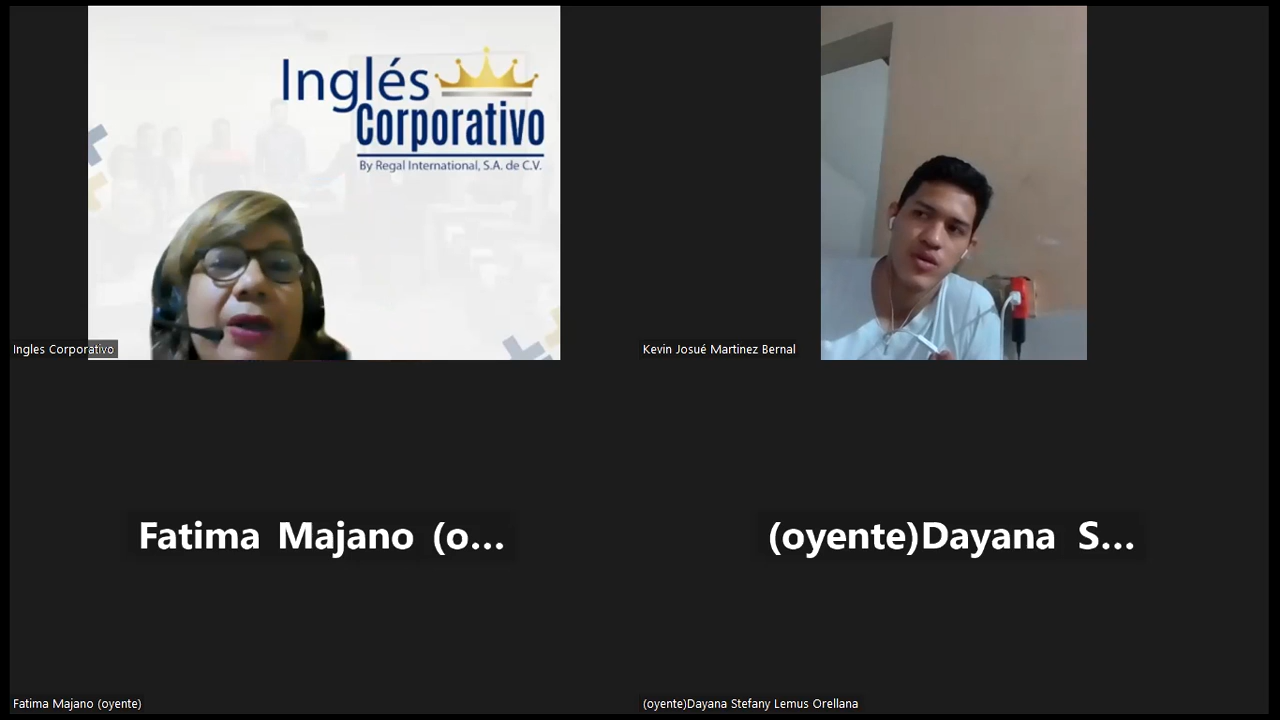 Inglés
Corporativo
By Regal International, S.A. de C.V.
Ingles Corporativo
Kevin Josué Martinez Bernal
Fatima Majano (o...
(oyente)Dayana S...
Fatima Majano (oyente)
(oyente)Dayana Stefany Lemus Orellana